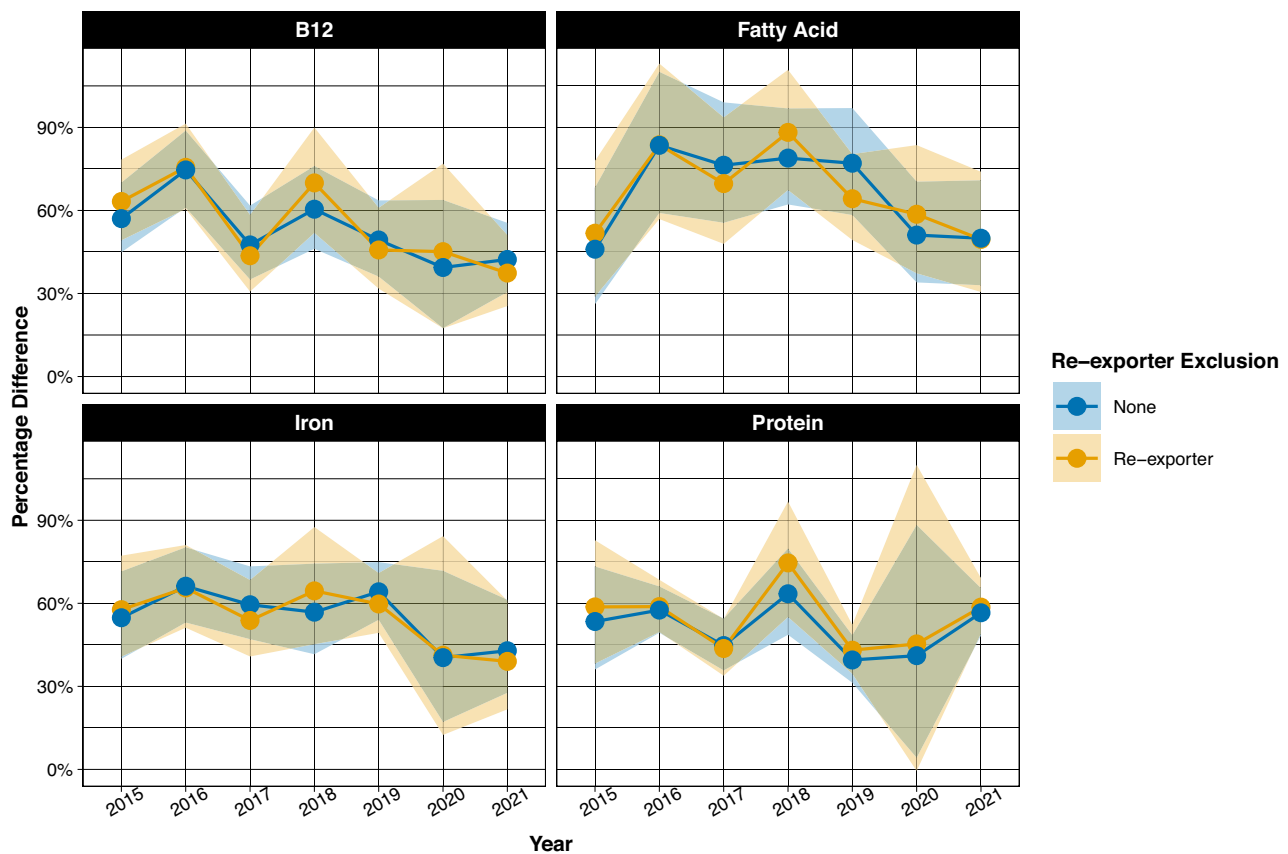 B12
Fatty Acid
90%
60%
30%
0%
Iron
Protein
90%
60%
30%
0%
2015 2016 2017 2018 2019 2020 2021
2015 2016 2017 2018 2019 2020 2021
Year
Percentage Difference
Re−exporter Exclusion
None
Re−exporter